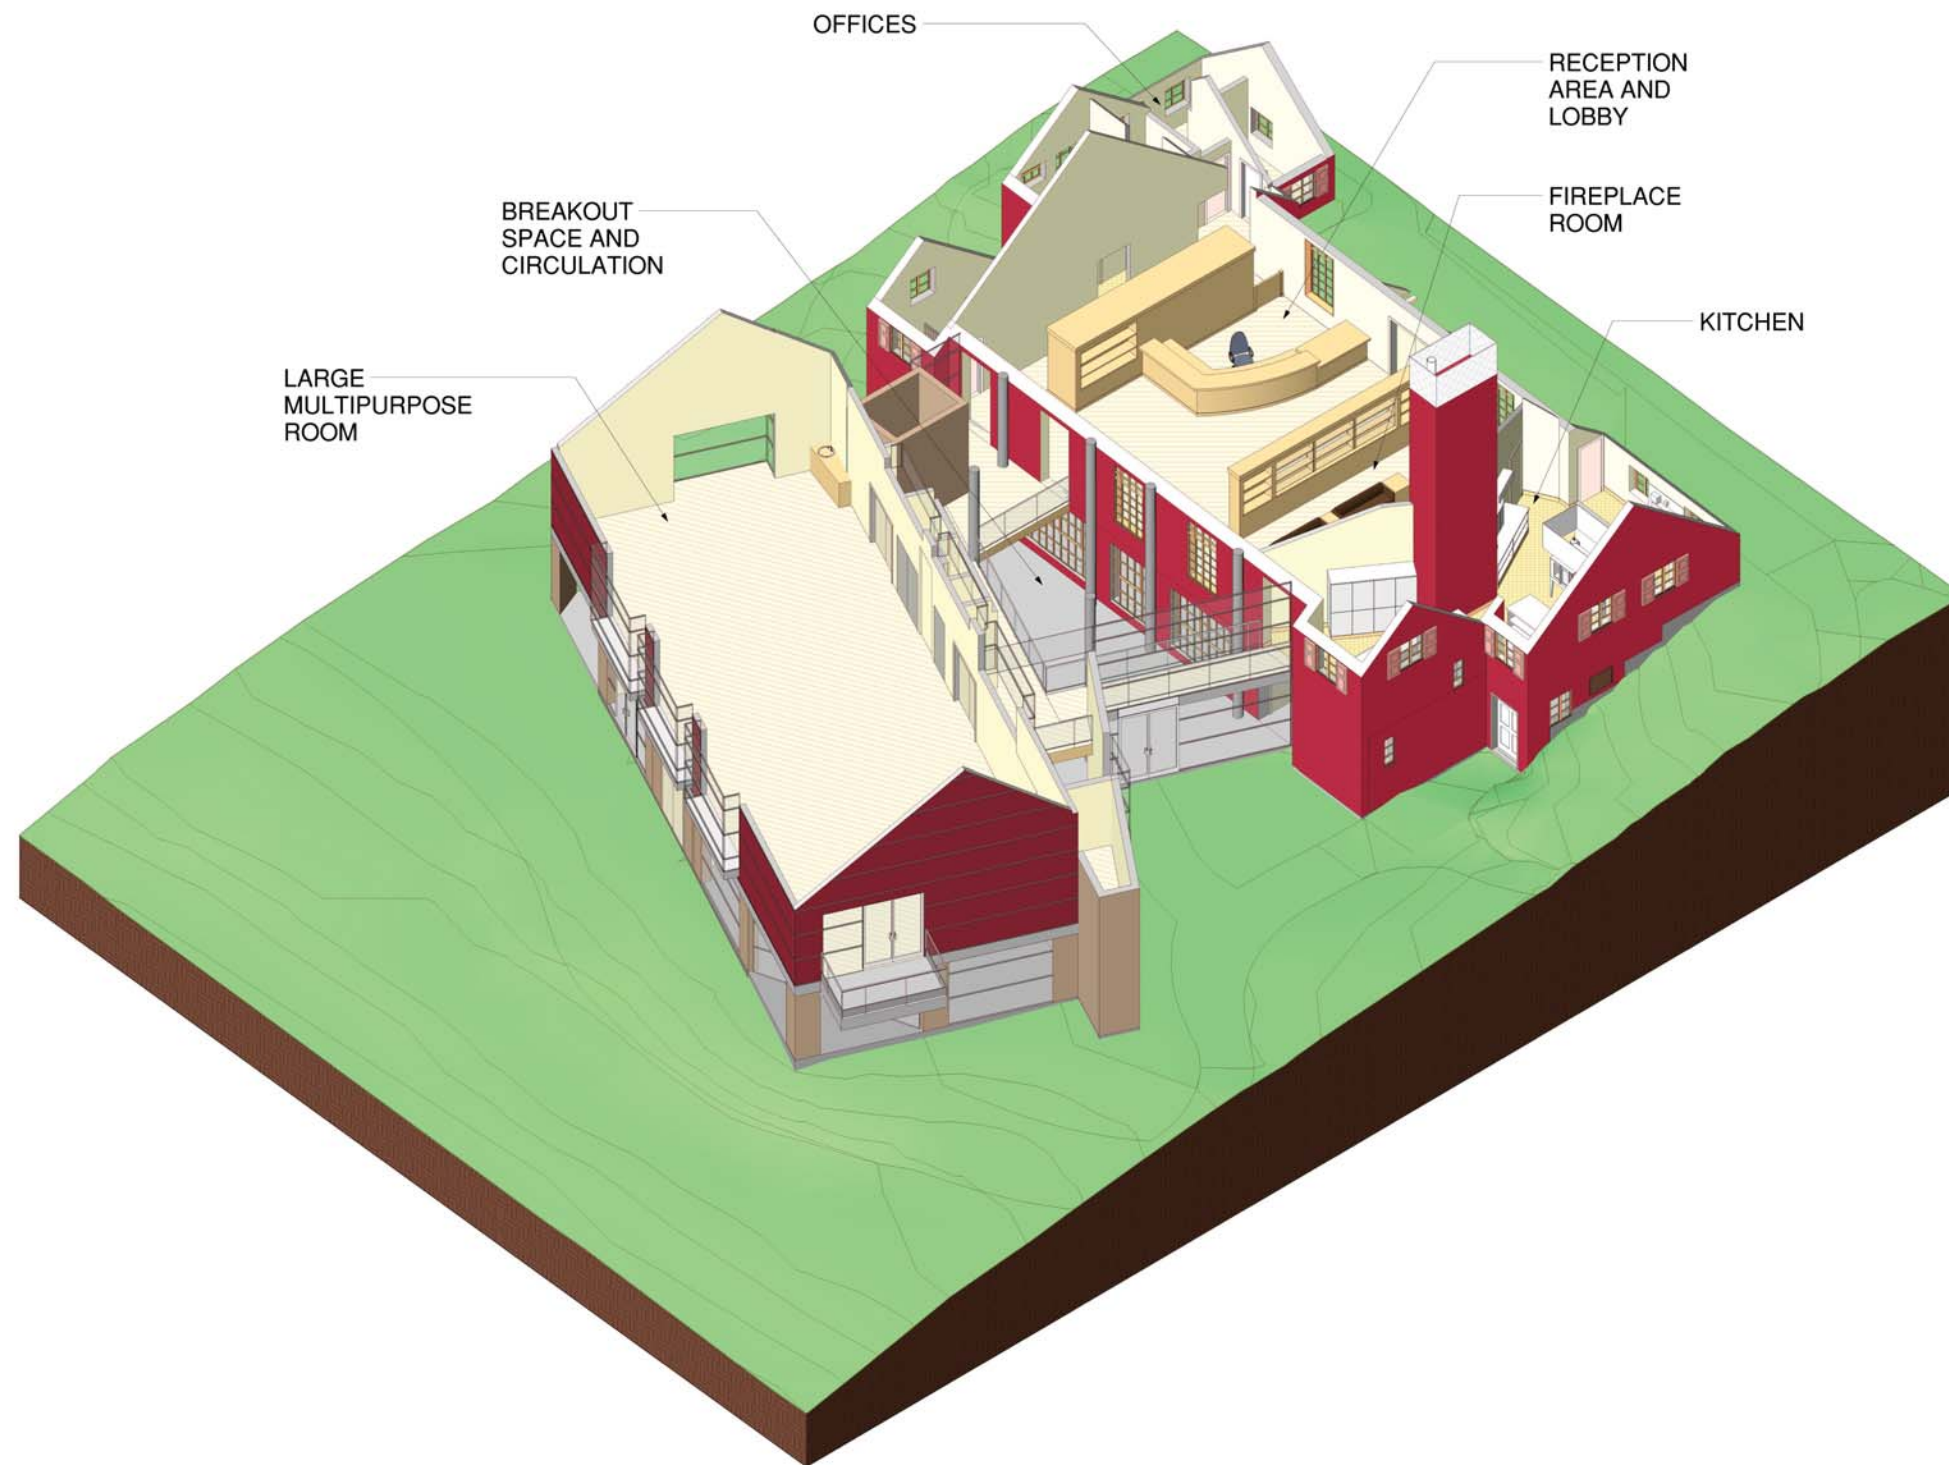 OFFICES
RECEPTION
AREA AND
LOBBY
FIREPLACE
ROOM
BREAKOUT
SPACE AND
CIRCULATION
KITCHEN
LARGE
MULTIPURPOSE
ROOM